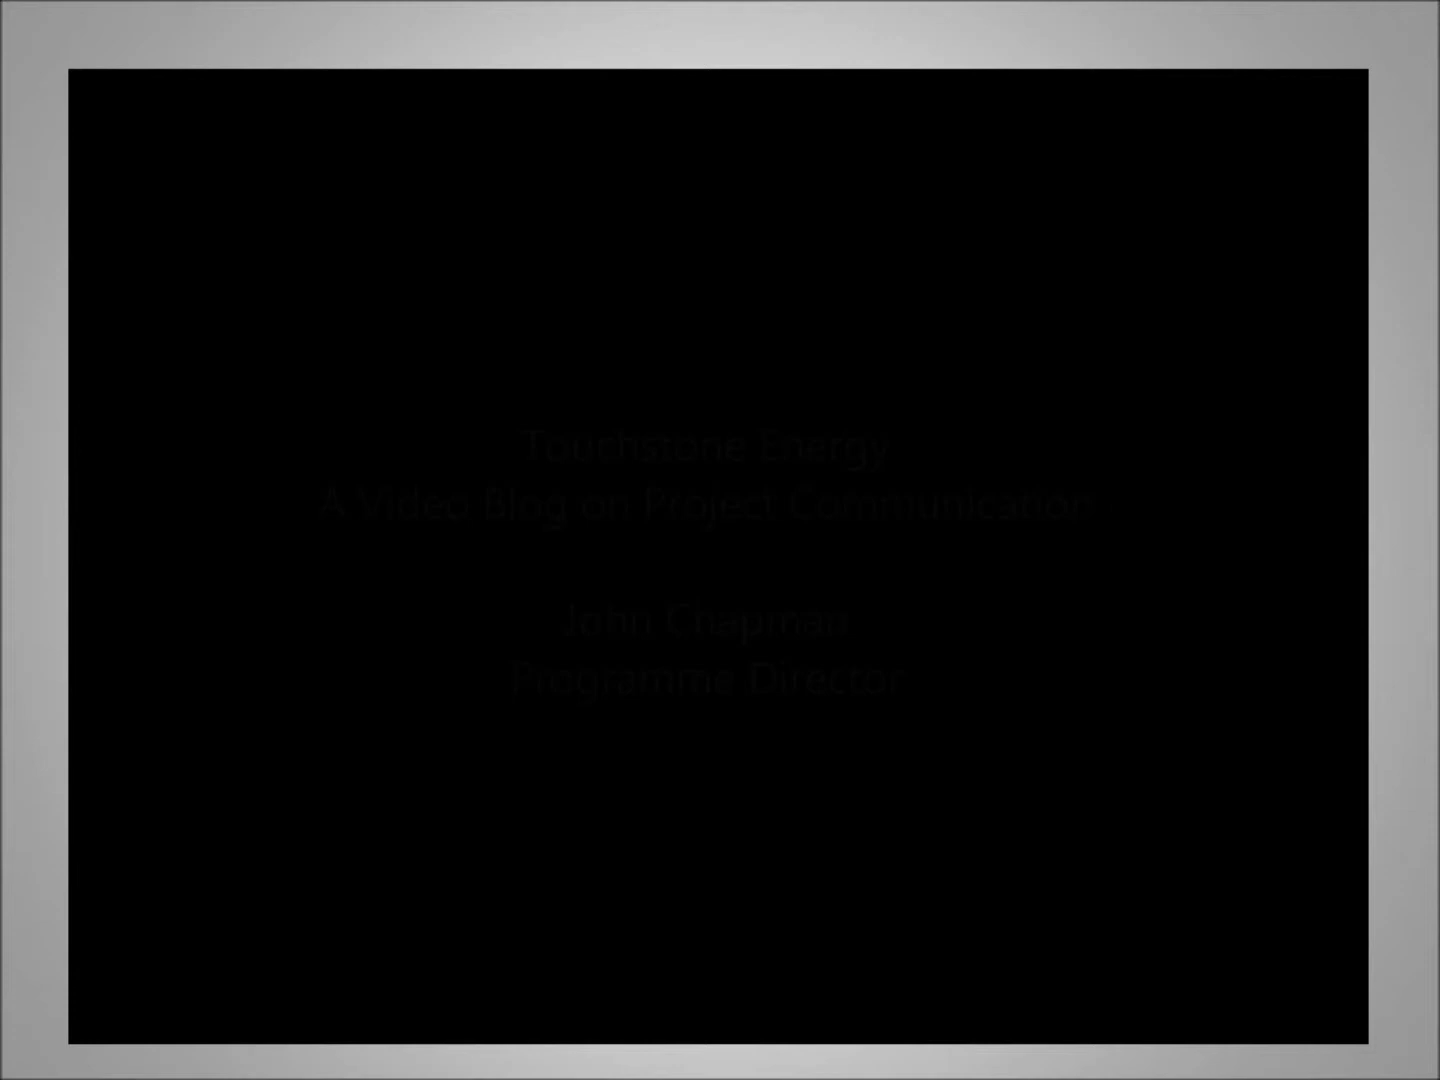 Touchstone Energy
A Video Blog on Project Communication
John Chapman
Programme Director